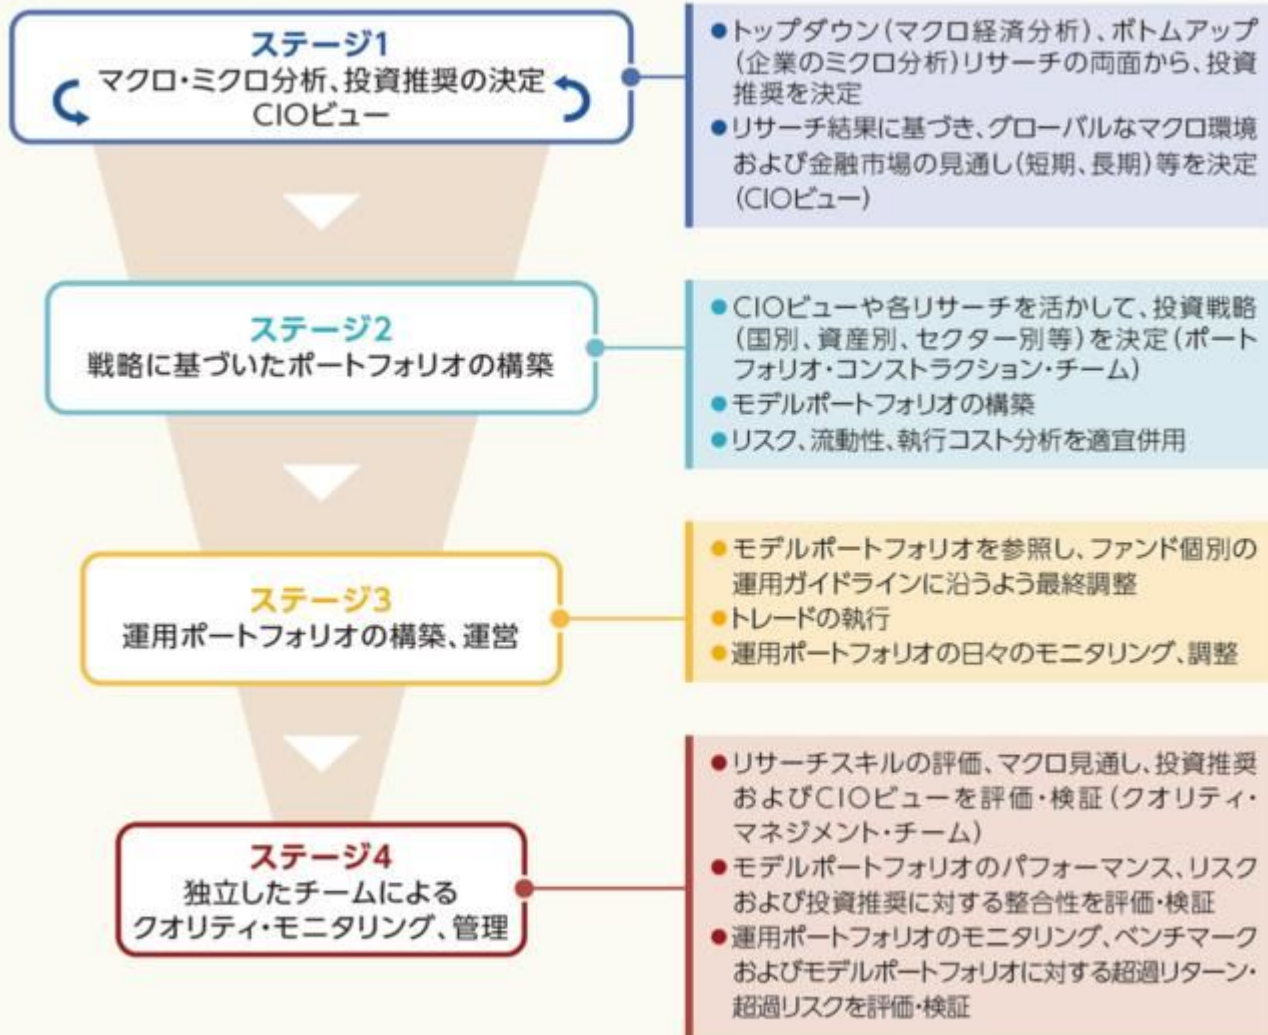 ステージ1
マクロ・ミクロ分析、投資推奨の決定
CIOビュー
●トップダウン(マクロ経済分析)、ボトムアップ
(企業のミクロ分析)リサーチの両面から、投資
推奨を決定
●リサーチ結果に基づき、グローバルなマクロ環境
および金融市場の見通し(短期、長期)等を決定
(CIOビュー)
ステージ2
戦略に基づいたポートフォリオの構築
●CIOビューや各リサーチを活かして、投資戦略
(国別、資産別、セクター別等)を決定(ポート
フォリオ・コンストラクション・チーム)
●モデルポートフォリオの構築
●リスク、流動性、執行コスト分析を適宜併用
ステージ3
運用ポートフォリオの構築、運営
●モデルポートフォリオを参照し、ファンド個別の
運用ガイドラインに沿うよう最終調整
●トレードの執行
●運用ポートフォリオの日々のモニタリング、調整
ステージ4
独立したチームによる
クオリティ・モニタリング、管理
●リサーチスキルの評価、マクロ見通し、投資推奨
およびCIOビューを評価・検証(クオリティ・
マネジメント・チーム)
●モデルポートフォリオのパフォーマンス、リスク
および投資推奨に対する整合性を評価・検証
●運用ポートフォリオのモニタリング、ベンチマーク
およびモデルポートフォリオに対する超過リターン・
超過リスクを評価・検証